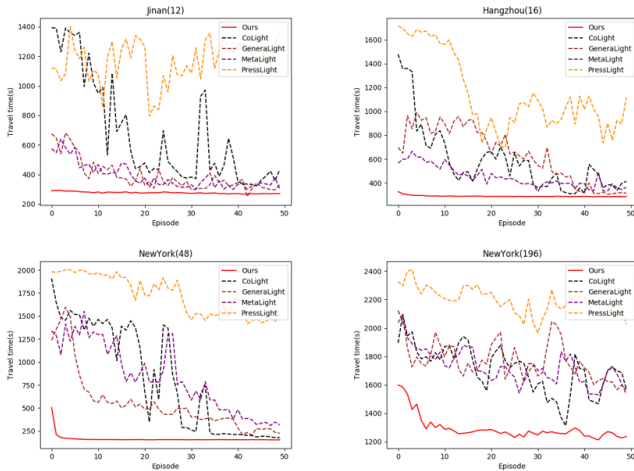 Jinan(12)
Travel time(s)
1400
1200
1000
800
600
400
200
0
10
20
30
40
50
Episode
Ours
CoLight
GeneraLight
MetaLight
PressLight
Hangzhou(16)
Travel time(s)
1600
1400
1200
1000
800
600
400
0
10
20
30
40
50
Episode
Ours
CoLight
GeneraLight
MetaLight
PressLight
NewYork(48)
Travel time(s)
2000
1750
1500
1250
1000
750
500
250
0
10
20
30
40
50
Episode
Ours
CoLight
GeneraLight
MetaLight
PressLight
NewYork(196)
Travel time(s)
2400
2200
2000
1800
1600
1400
1200
0
10
20
30
40
50
Episode
Ours
CoLight
GeneraLight
MetaLight
PressLight